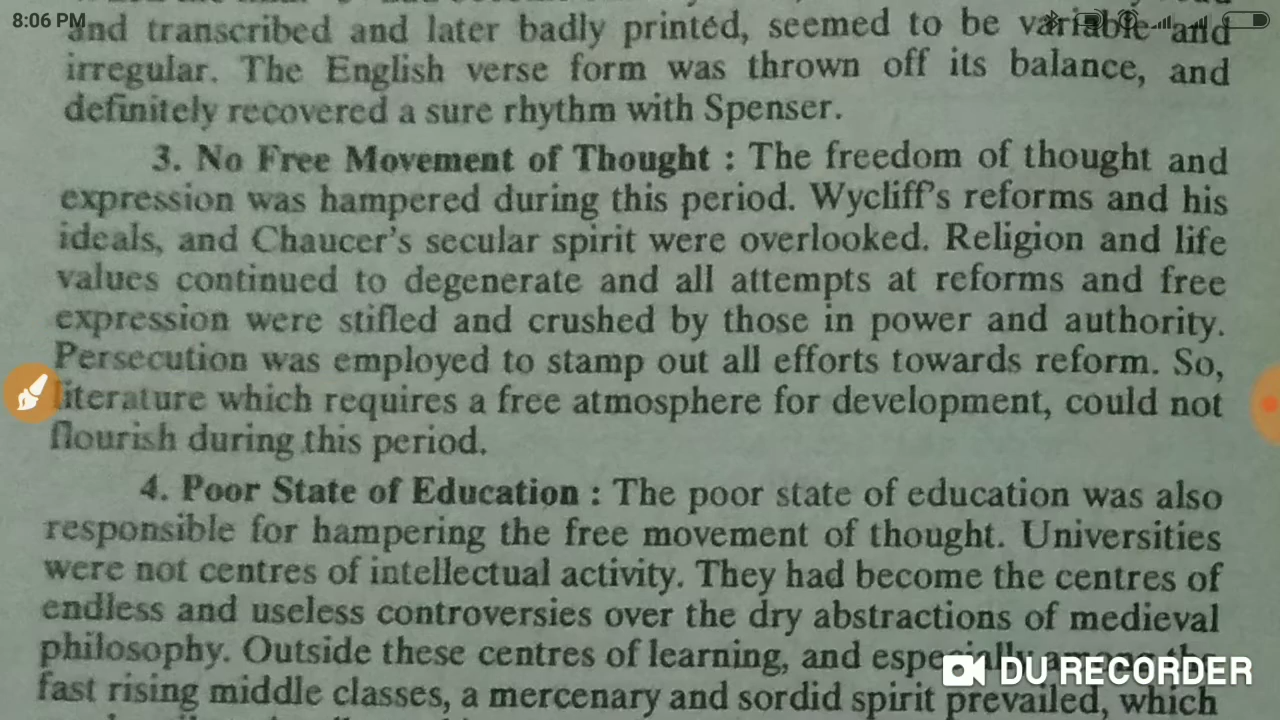 8:06 PM
and transcribed and later badly printed, seemed to be variable and
irregular. The English verse form was thrown off its balance, and
definitely recovered a sure rhythm with Spenser.
3. No Free Movement of Thought : The freedom of thought and
expression was hampered during this period. Wycliff's reforms and his
ideals, and Chaucer's secular spirit were overlooked. Religion and life
values continued to degenerate and all attempts at reforms and free
expression were stifled and crushed by those in power and authority.
Persecution was employed to stamp out all efforts towards reform. So,
literature which requires a free atmosphere for development, could not
flourish during this period.
4. Poor State of Education : The poor state of education was also
responsible for hampering the free movement of thought. Universities
were not centres of intellectual activity. They had become the centres of
endless and useless controversies over the dry abstractions of medieval
philosophy. Outside these centres of learning, and especially among the
DU RECORDER
fast rising middle classes, a mercenary and sordid spirit prevailed, which